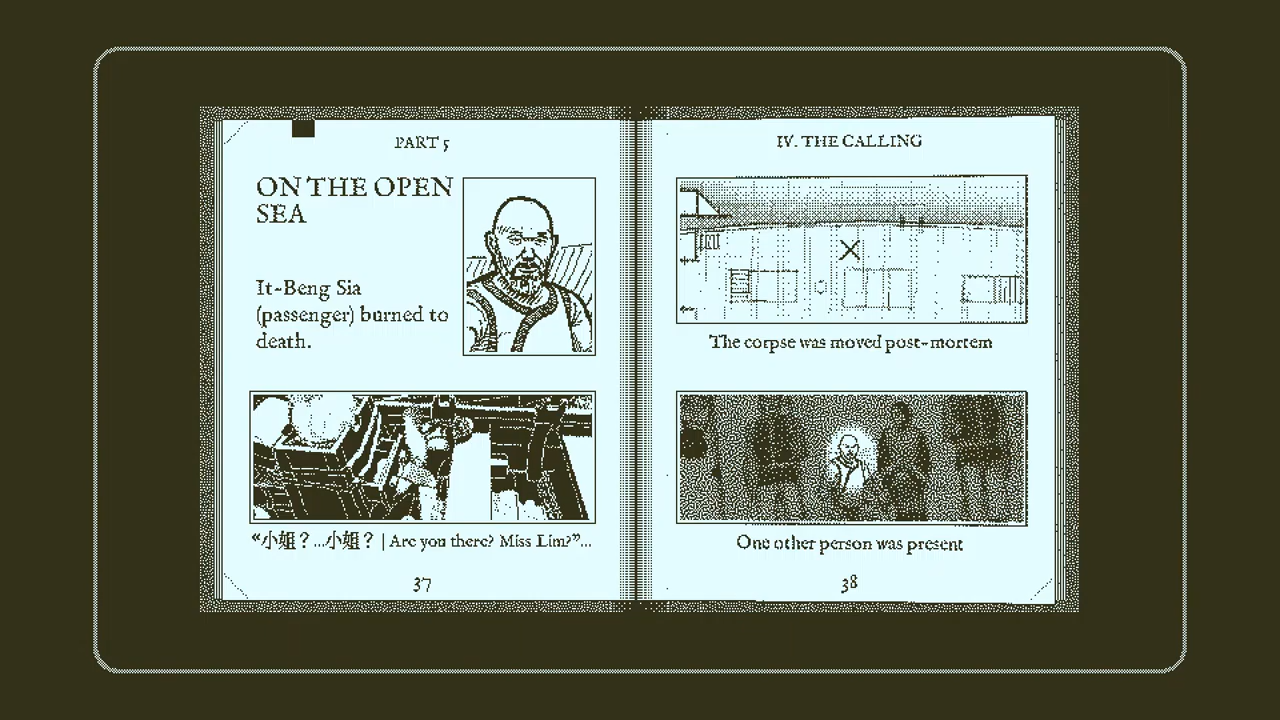 PART 5
ON THE OPEN
SEA
It-Beng Sia
(passenger) burned to
death.
“小姐？...小姐？ | Are you there? Miss Lim?”...
37
IV. THE CALLING
The corpse was moved post-mortem
One other person was present
38